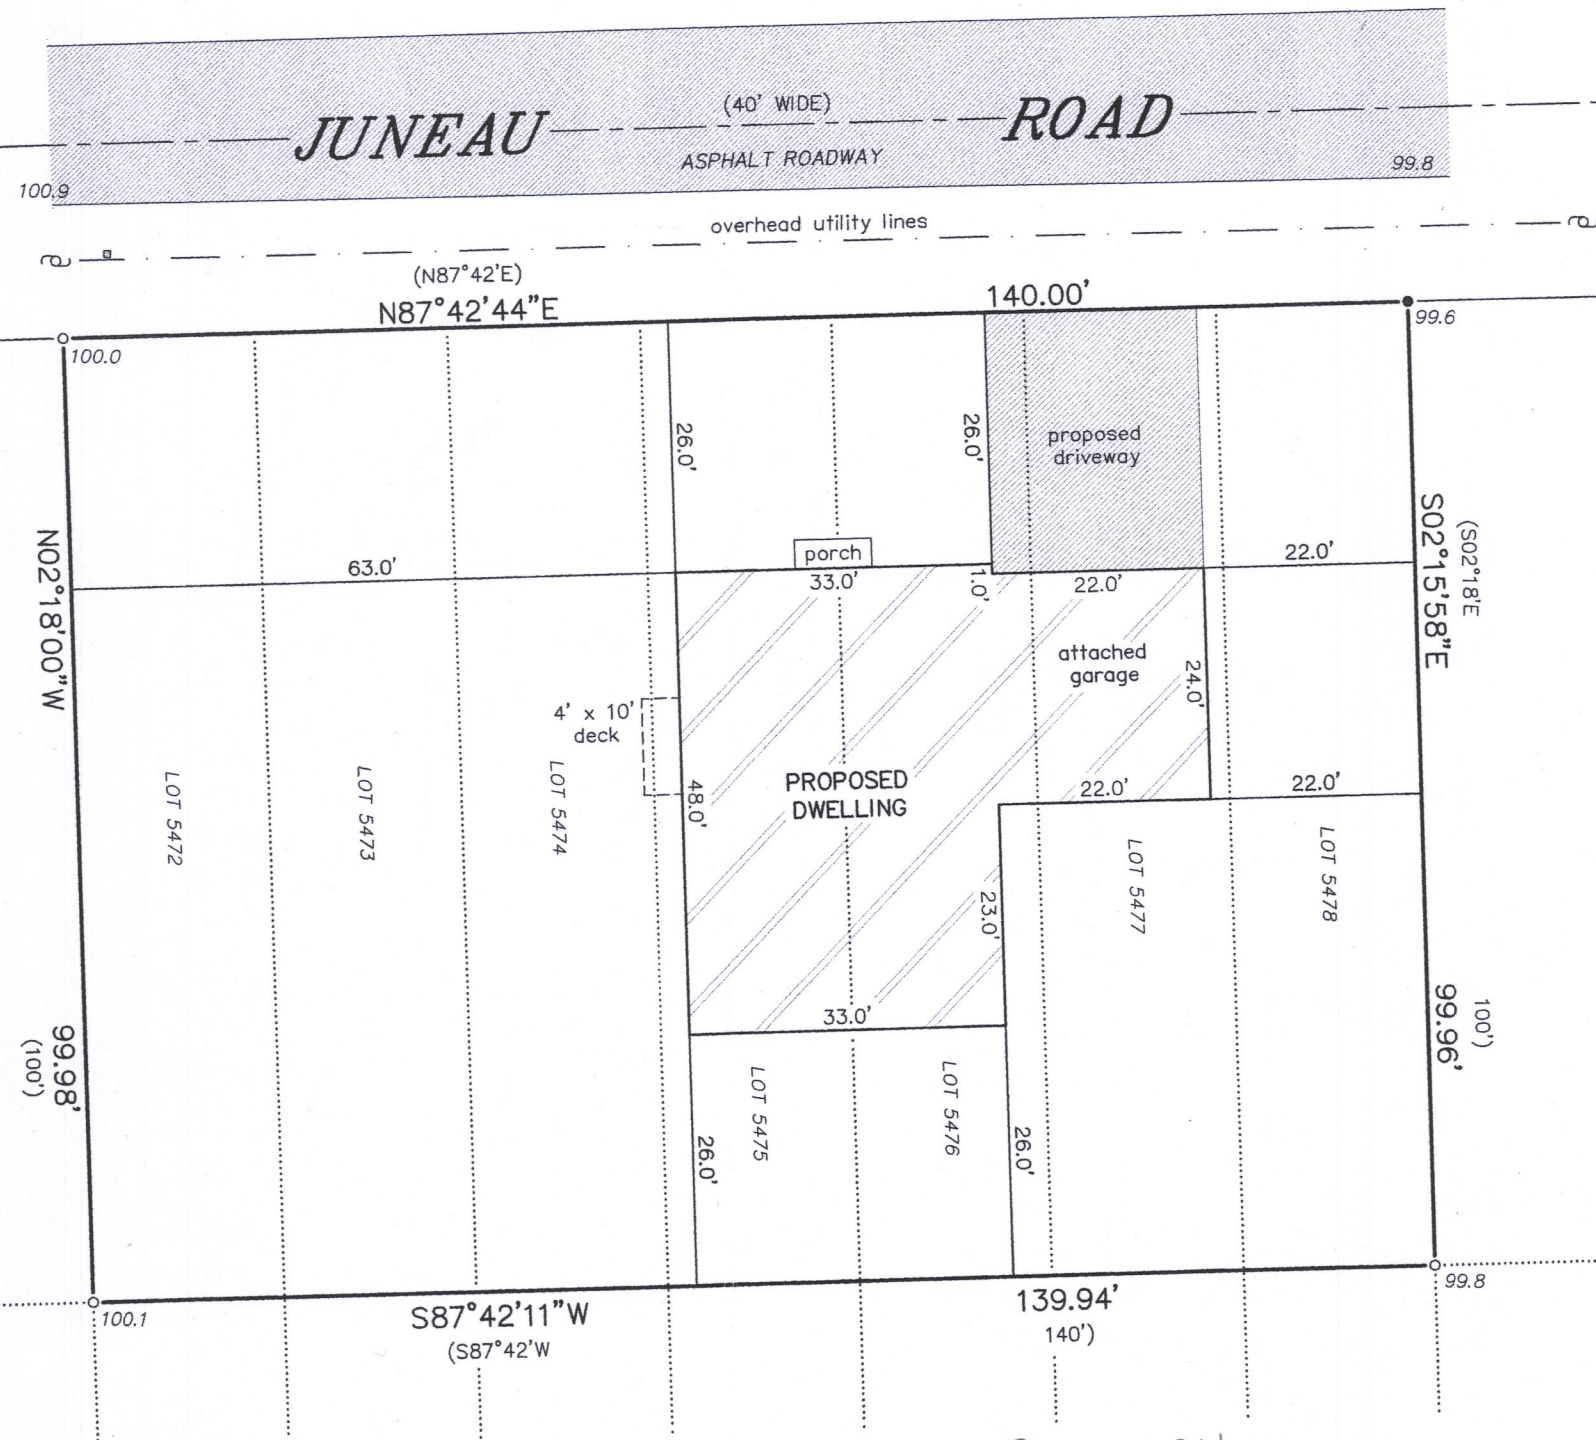 (40' WIDE)
JUNEAU ROAD
ASPHALT ROADWAY
100.9
99.8
overhead utility lines
(N87°42'E)
N87°42'44"E
140.00'
100.0
99.6
26.0'
26.0'
proposed
driveway
porch
63.0'
33.0'
1.0'
22.0'
22.0'
N02°18'00"W
S02°15'58"E
(S02°18'E
attached
garage
24.0'
4' x 10'
deck
48.0'
PROPOSED
DWELLING
22.0'
22.0'
LOT 5472
LOT 5473
LOT 5474
23.0'
LOT 5477
LOT 5478
33.0'
99.98'
(100')
99.96'
100')
LOT 5475
LOT 5476
26.0'
26.0'
100.1
99.8
S87°42'11"W
(S87°42'W
139.94'
140')